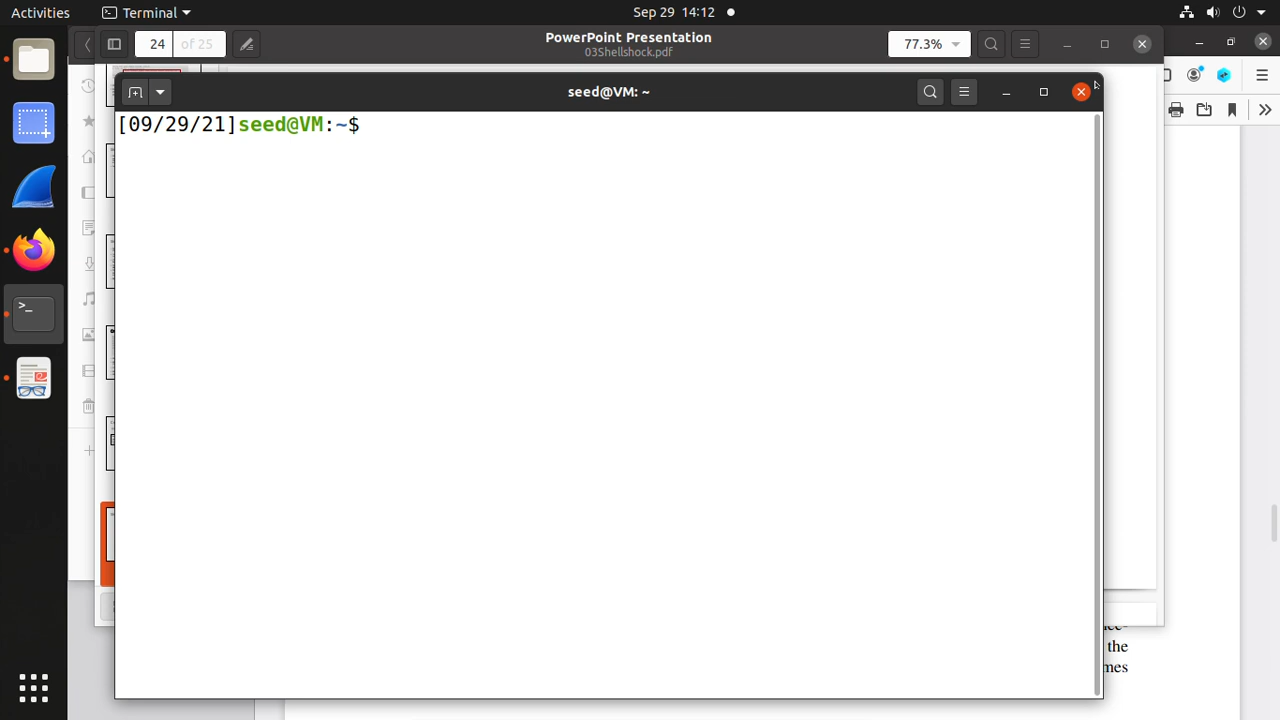 Activities
Terminal
Sep 29 14:12
24
of 25
PowerPoint Presentation
03Shellshock.pdf
77.3%
seed@VM: ~
[09/29/21]seed@VM:~$
the
mes